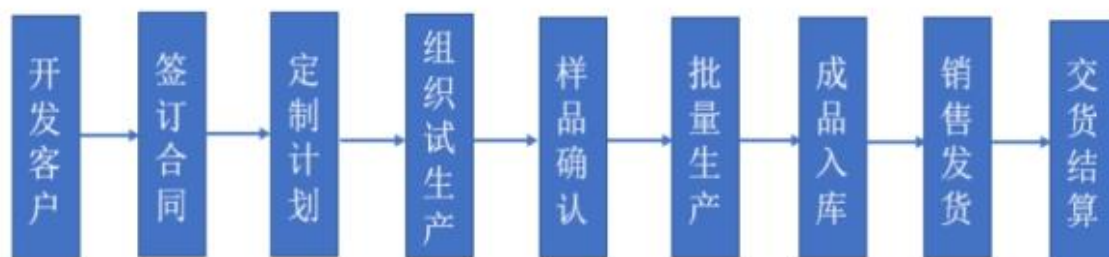 开发客户
签订合同
定制计划
组织试生产
样品确认
批量生产
成品入库
销售发货
交货结算